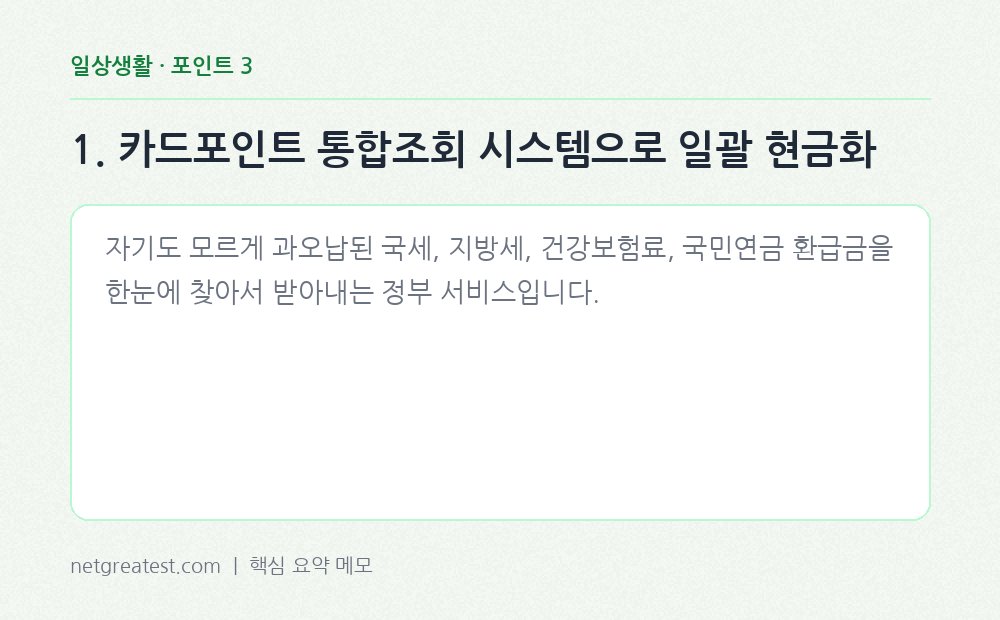 일상생활 · 포인트 3
1. 카드포인트 통합조회 시스템으로 일괄 현금화
자기도 모르게 과오납된 국세, 지방세, 건강보험료, 국민연금 환급금을
한눈에 찾아서 받아내는 정부 서비스입니다.
netgreatest.com | 핵심 요약 메모